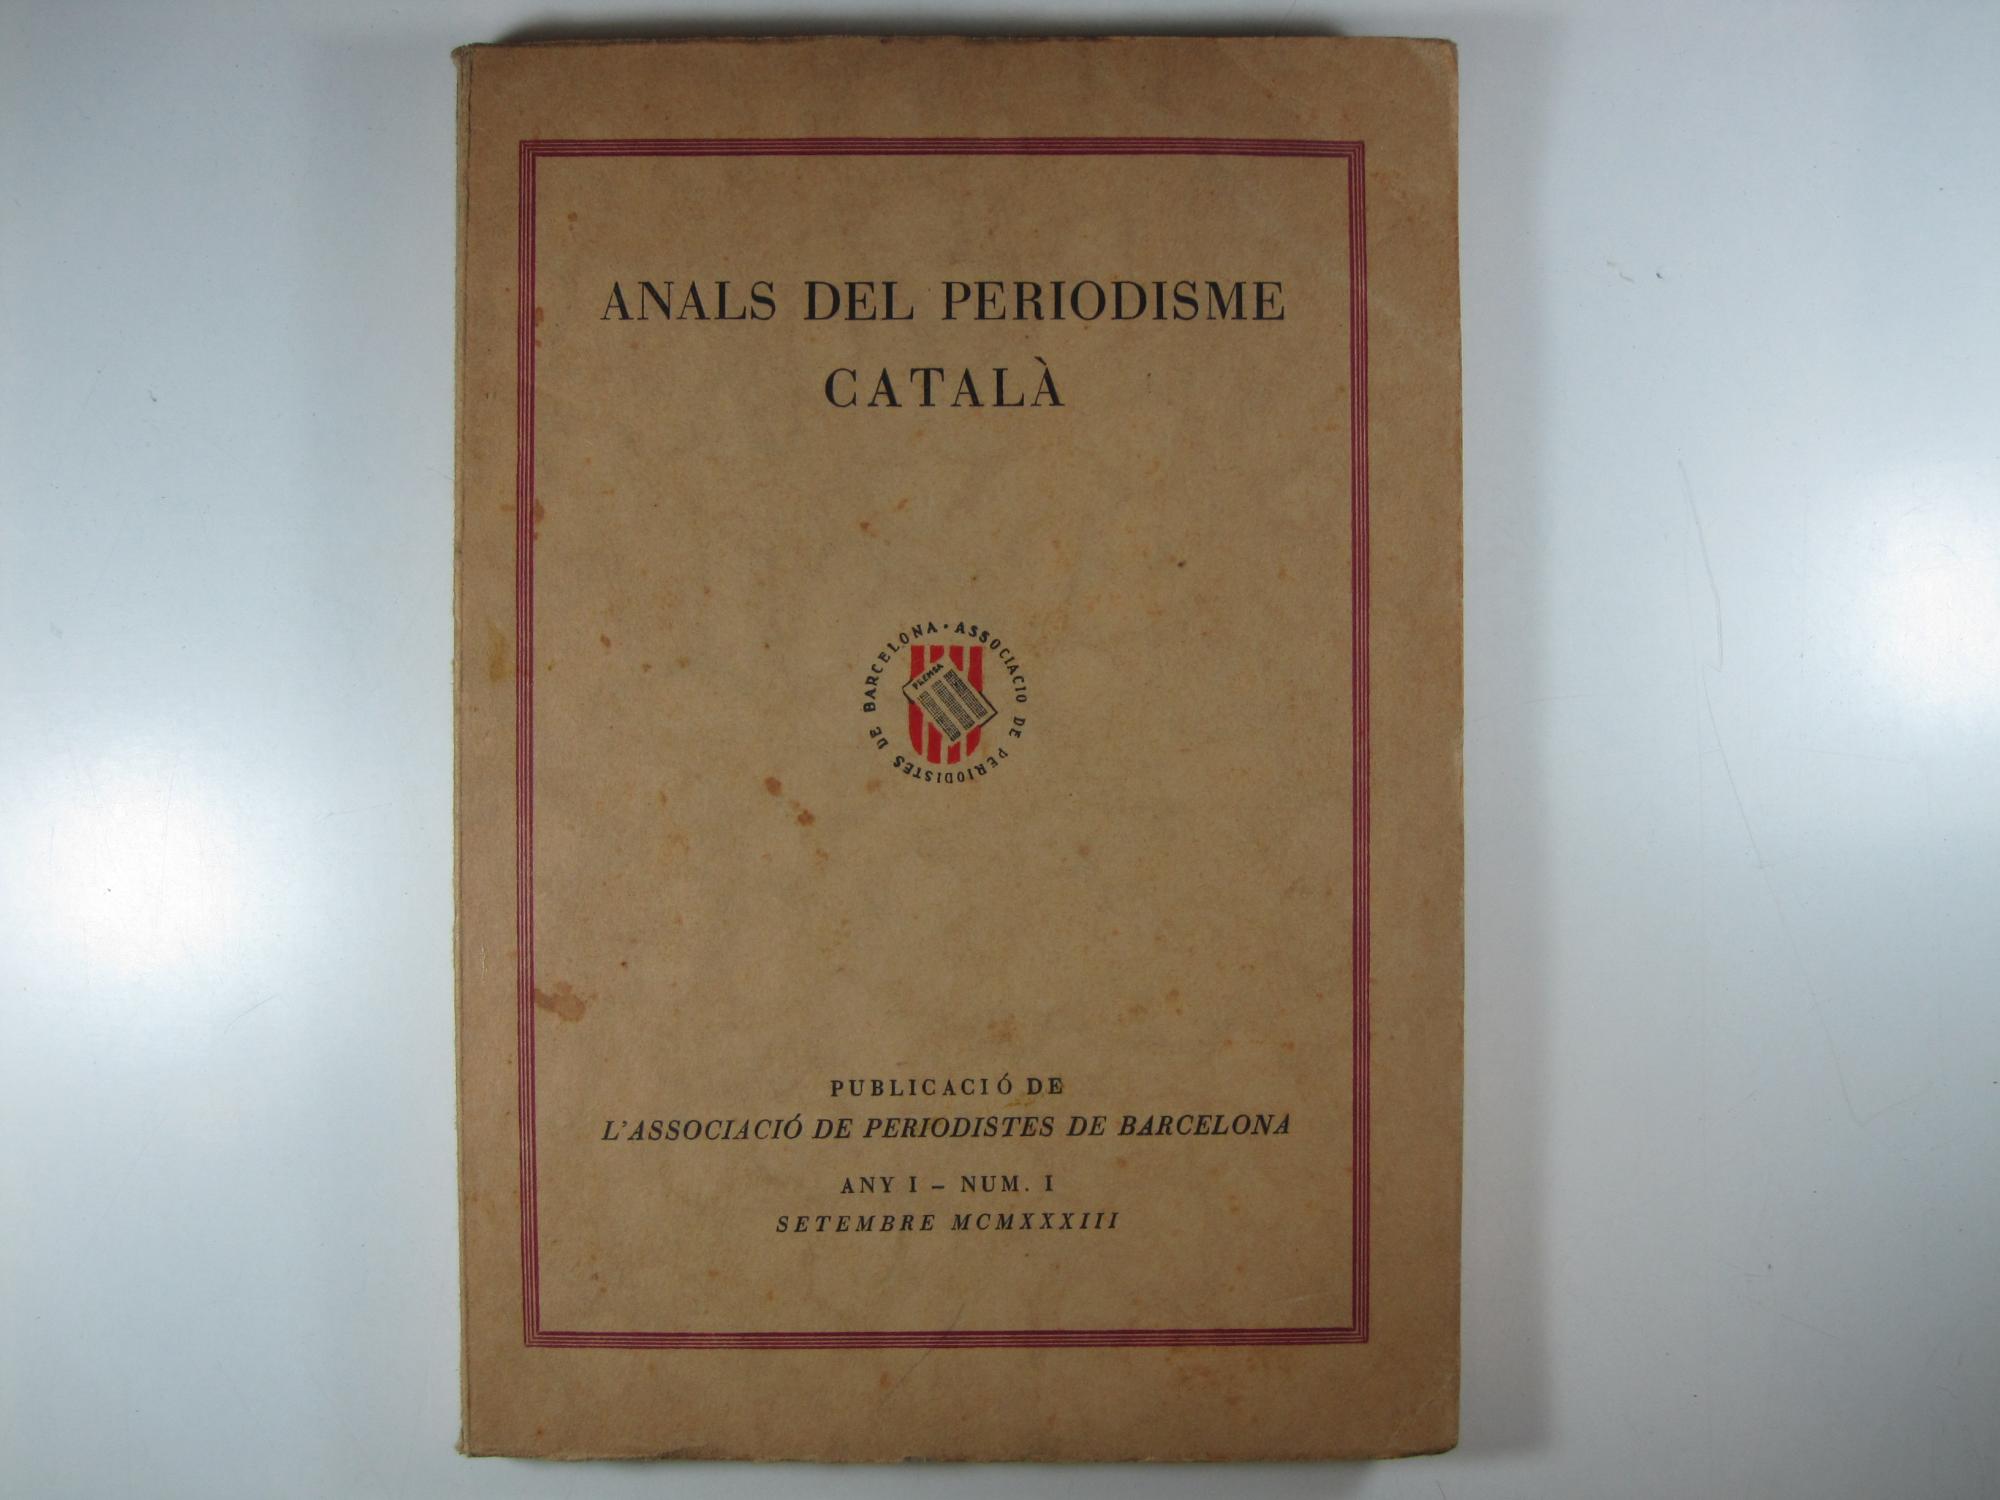 ANALS DEL PERIODISME
CATALÀ
ASSOCIACIO DE PERIODISTES DE BARCELONA ·
PREMSA
PUBLICACIÓ DE
L'ASSOCIACIÓ DE PERIODISTES DE BARCELONA
ANY I – NUM. I
SETEMBRE MCMXXXIII